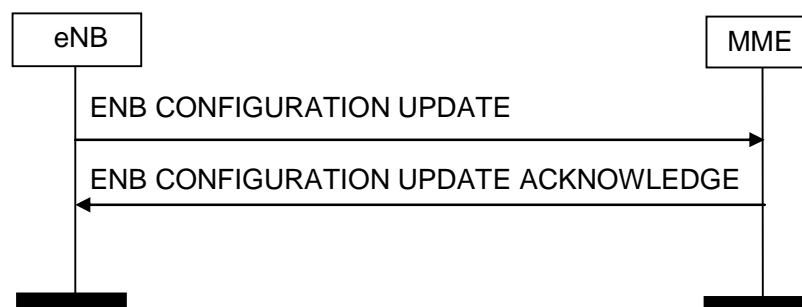 eNB
MME
ENB CONFIGURATION UPDATE
ENB CONFIGURATION UPDATE ACKNOWLEDGE